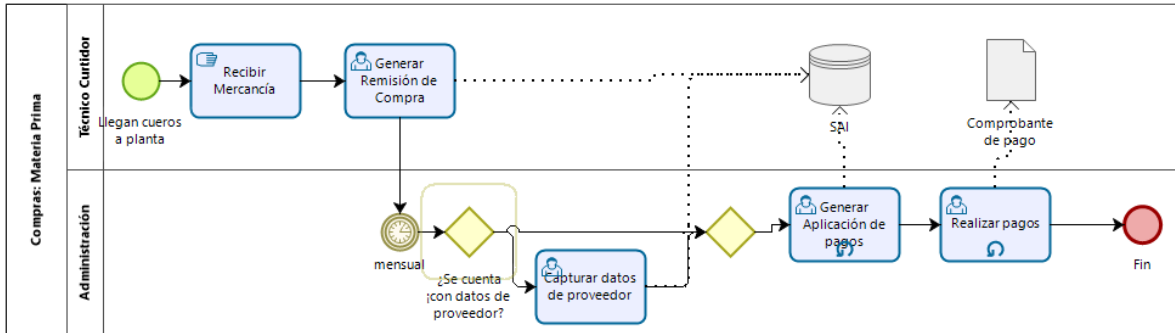 Compras: Materia Prima
Técnico Curtidor
Llegan cueros
a planta
Recibir
Mercancía
Generar
Remisión de
Compra
SAI
Comprobante
de pago
Administración
mensual
¿Se cuenta
¡con datos de
proveedor?
Capturar datos
de proveedor
Generar
Aplicación de
pagos
Realizar pagos
Fin